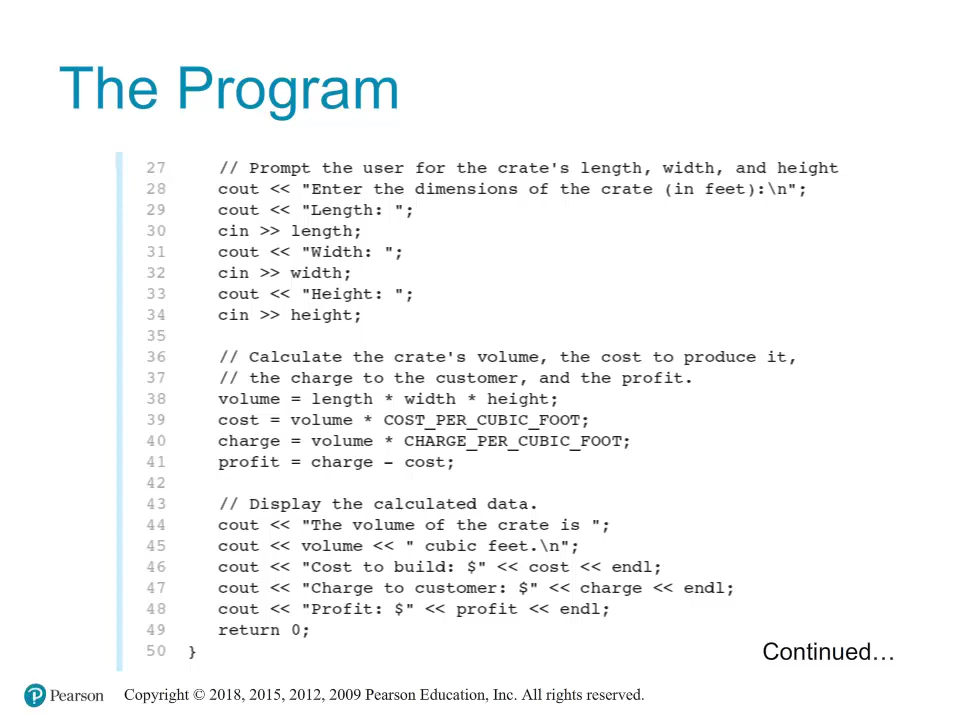 The Program
27 // Prompt the user for the crate's length, width, and height
28 cout << "Enter the dimensions of the crate (in feet):\n";
29 cout << "Length: ";
30 cin >> length;
31 cout << "Width: ";
32 cin >> width;
33 cout << "Height: ";
34 cin >> height;
35
36 // Calculate the crate's volume, the cost to produce it,
37 // the charge to the customer, and the profit.
38 volume = length * width * height;
39 cost = volume * COST_PER_CUBIC_FOOT;
40 charge = volume * CHARGE_PER_CUBIC_FOOT;
41 profit = charge - cost;
42
43 // Display the calculated data.
44 cout << "The volume of the crate is ";
45 cout << volume << " cubic feet.\n";
46 cout << "Cost to build: $" << cost << endl;
47 cout << "Charge to customer: $" << charge << endl;
48 cout << "Profit: $" << profit << endl;
49 return 0;
50 }
Continued…
Pearson Copyright © 2018, 2015, 2012, 2009 Pearson Education, Inc. All rights reserved.